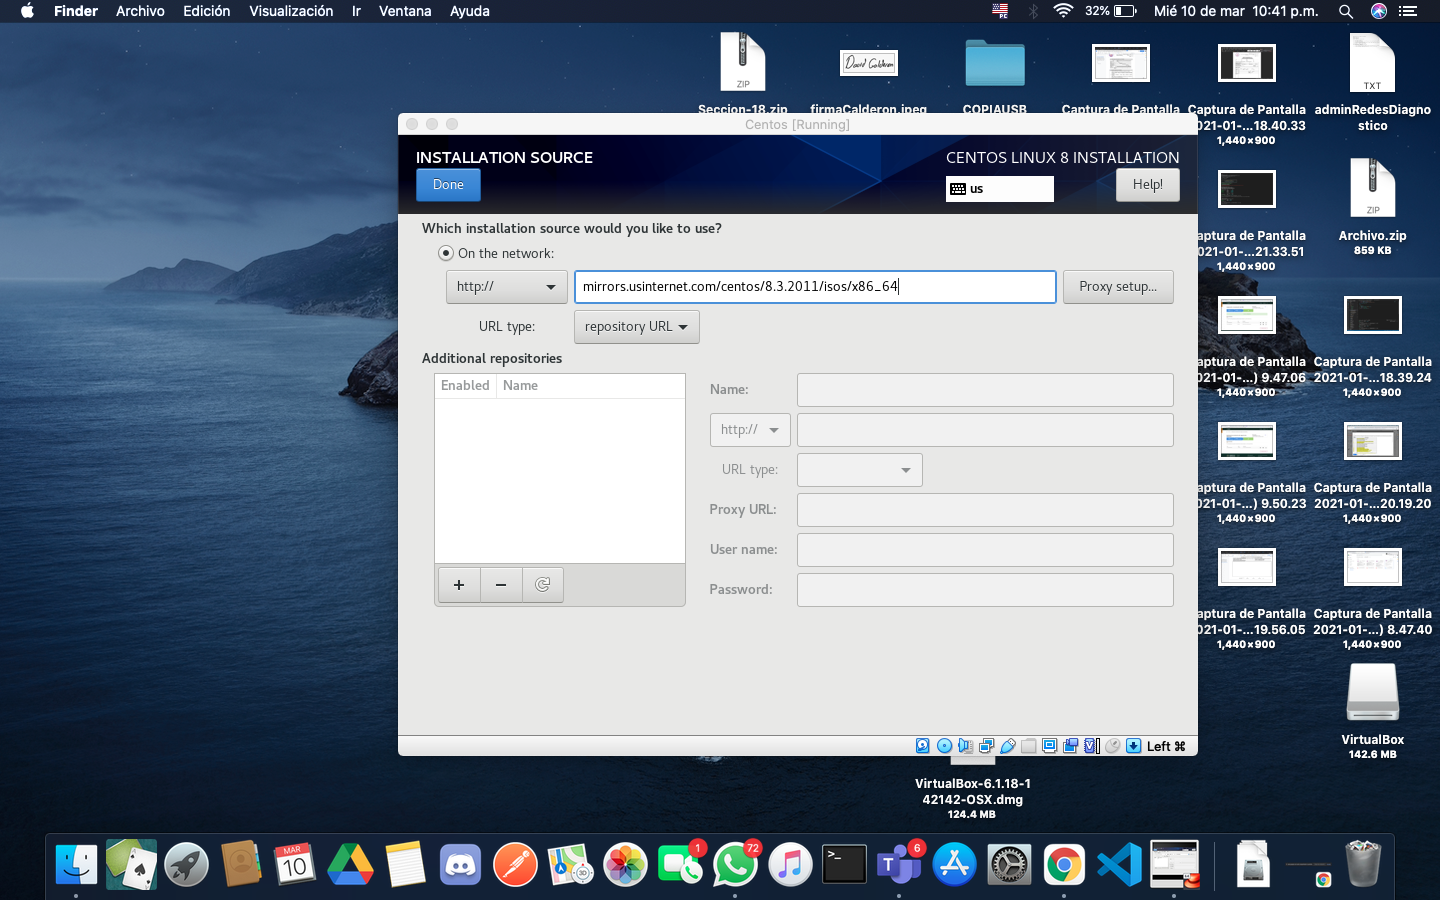 Finder Archivo Edición Visualización Ir Ventana Ayuda
32% Mié 10 de mar 10:41 p.m.
ZIP
Seccion-18.zip
David Calderon
firmaCalderon.jpeg
COPIAUSB
Captura de Pantalla
Captura de Pantalla
2021-01-...18.40.33
1,440×900
TXT
adminRedesDiagno
stico
Centos [Running]
INSTALLATION SOURCE
Done
CENTOS LINUX 8 INSTALLATION
us
Help!
Which installation source would you like to use?
On the network:
http://
mirrors.usinternet.com/centos/8.3.2011/isos/x86_64
Proxy setup...
URL type:
repository URL
Additional repositories
Enabled Name
Name:
http://
URL type:
Proxy URL:
User name:
Password:
+ −
Left ⌘
aptura de Pantalla
021-01-...21.33.51
1,440×900
ZIP
Archivo.zip
859 KB
aptura de Pantalla
021-01-...) 9.47.06
1,440×900
Captura de Pantalla
2021-01-...18.39.24
1,440×900
aptura de Pantalla
021-01-...) 9.50.23
1,440×900
Captura de Pantalla
2021-01-...20.19.20
1,440×900
aptura de Pantalla
021-01-...19.56.05
1,440×900
Captura de Pantalla
2021-01-...) 8.47.40
1,440×900
VirtualBox
142.6 MB
VirtualBox-6.1.18-1
42142-OSX.dmg
124.4 MB
MAR
10
3D
1
72
>_
T
6